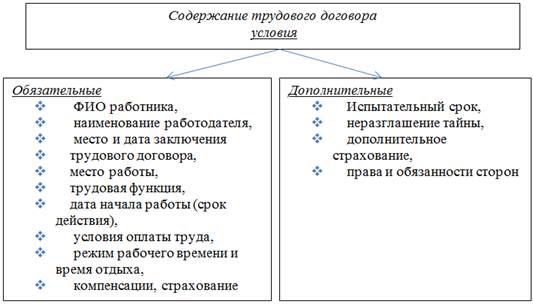 Содержание трудового договора
условия
Обязательные
❖ ФИО работника,
❖ наименование работодателя,
❖ место и дата заключения
❖ трудового договора,
❖ место работы,
❖ трудовая функция,
❖ дата начала работы (срок
действия),
❖ условия оплаты труда,
❖ режим рабочего времени и
время отдыха,
❖ компенсации, страхование
Дополнительные
❖ Испытательный срок,
❖ неразглашение тайны,
❖ дополнительное
страхование,
❖ права и обязанности сторон